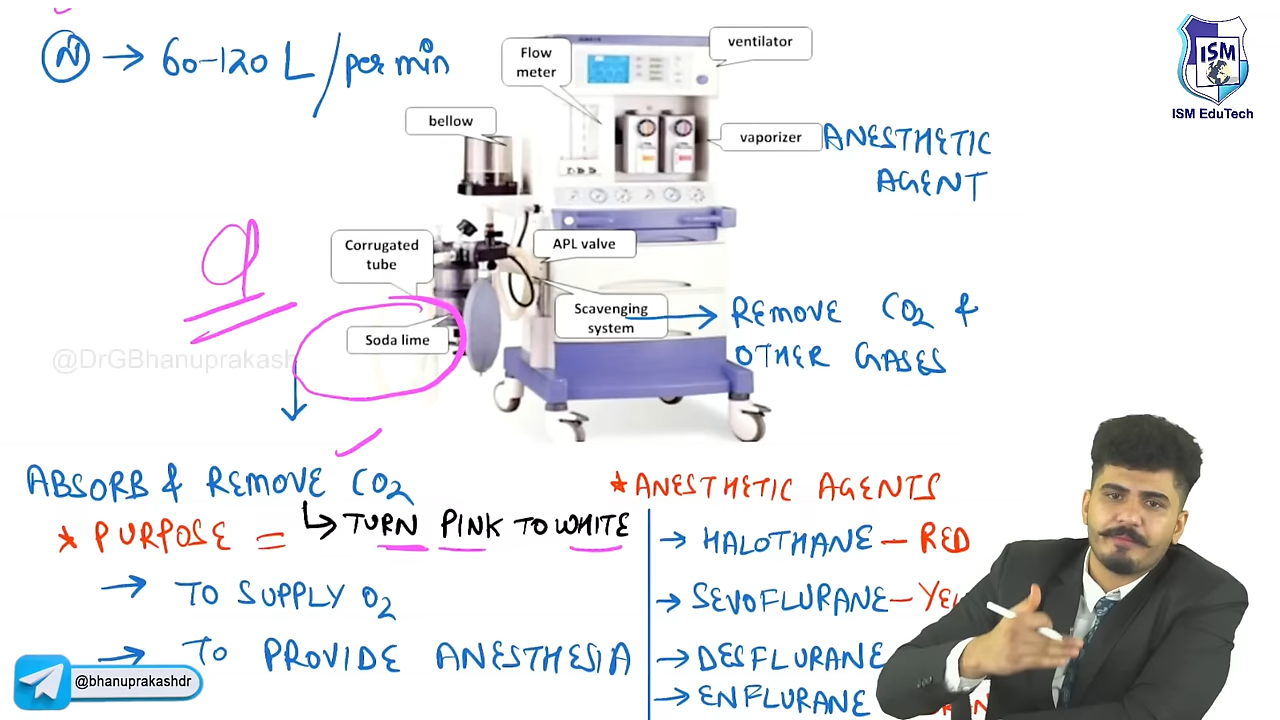 Ⓝ → 60-120 L/per min
Flow
meter
ventilator
ISM
ISM EduTech
bellow
vaporizer
ANESTHETIC
AGENT
Q
Corrugated
tube
APL valve
Scavenging
system
→ REMOVE CO2 &
OTHER GASES
Soda lime
@DrGBhanuprakash
ABSORB & REMOVE CO2
↳ TURN PINK TO WHITE
* PURPOSE =
→ TO SUPPLY O2
→ TO PROVIDE ANESTHESIA
* ANESTHETIC AGENTS
→ HALOTHANE – RED
→ SEVOFLURANE –
→ DESFLURANE
→ ENFLURANE
@bhanuprakashdr